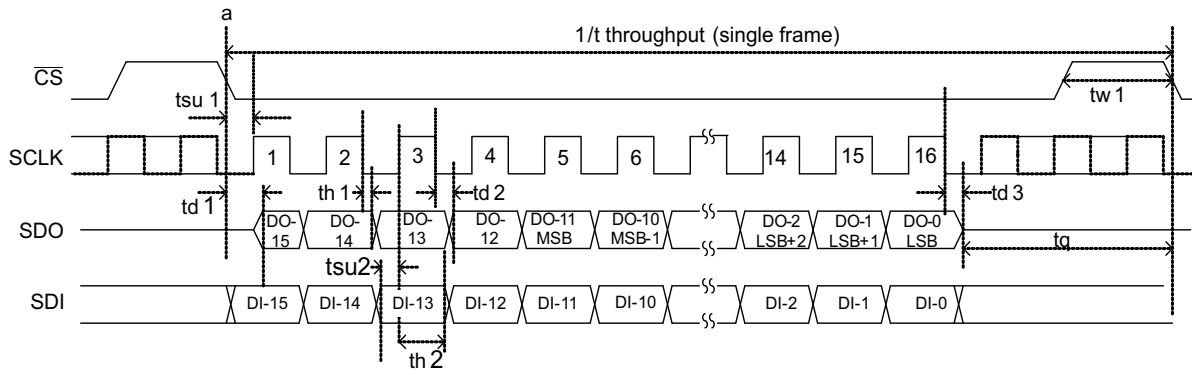 a
1/t throughput (single frame)
CS
tsu 1
tw 1
SCLK
1 2 3 4 5 6 14 15 16
td 1
th 1
td 2
td 3
SDO
DO-15 DO-14 DO-13 DO-12 DO-11 MSB DO-10 MSB-1 DO-2 LSB+2 DO-1 LSB+1 DO-0 LSB
tq
tsu2
SDI
DI-15 DI-14 DI-13 DI-12 DI-11 DI-10 DI-2 DI-1 DI-0
th 2